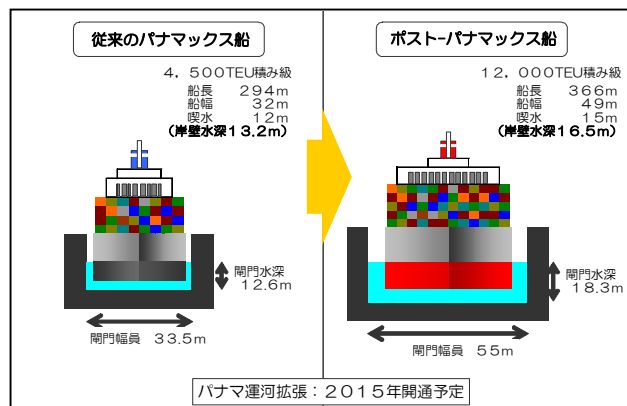 従来のパナマックス船
4，500TEU積み級
船長 294m
船幅 32m
喫水 12m
(岸壁水深13.2m)
閘門水深
12.6m
閘門幅員 33.5m
ポスト-パナマックス船
12，000TEU積み級
船長 366m
船幅 49m
喫水 15m
(岸壁水深16.5m)
閘門水深
18.3m
閘門幅員 55m
パナマ運河拡張：2015年開通予定